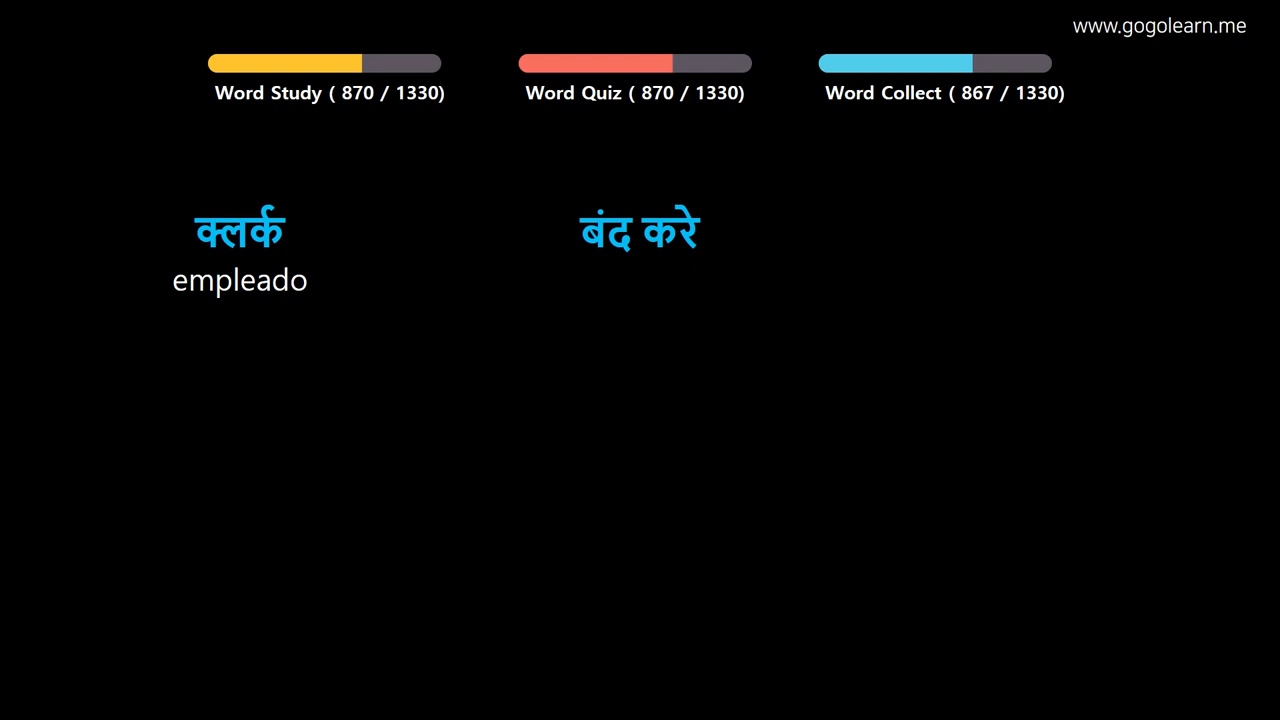 www.gogolearn.me
Word Study ( 870 / 1330)
Word Quiz ( 870 / 1330)
Word Collect ( 867 / 1330)
क्लर्क
empleado
बंद करे